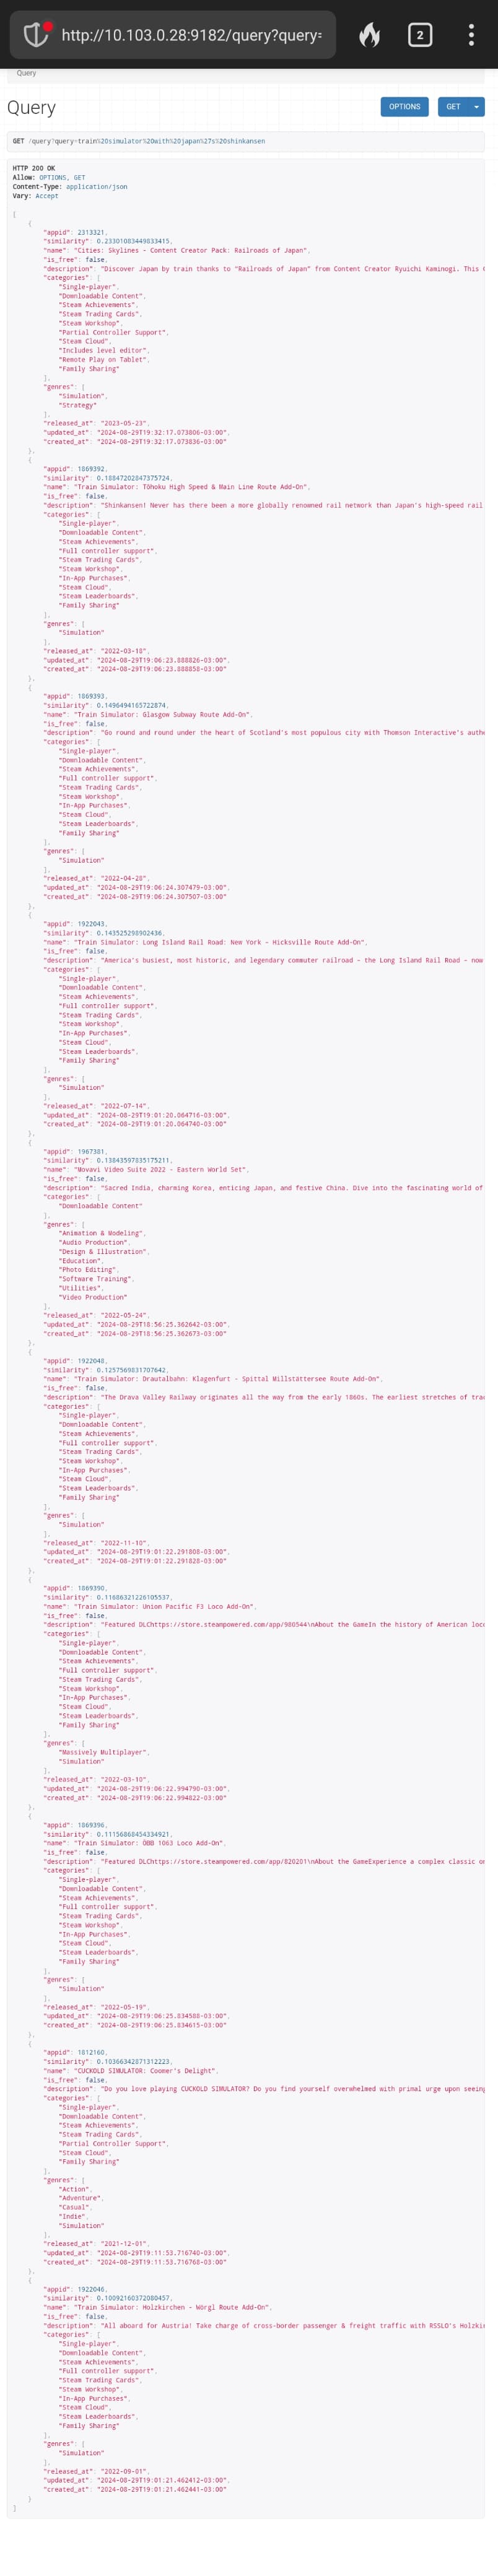 http://10.103.0.28:9182/query?query=
2
Query
Query
OPTIONS
GET
GET /query?query=train%20simulator%20with%20japan%27s%20shinkansen
HTTP 200 OK
Allow: OPTIONS, GET
Content-Type: application/json
Vary: Accept
[
{
"appid": 2313321,
"similarity": 0.23301083449833415,
"name": "Cities: Skylines - Content Creator Pack: Railroads of Japan",
"is_free": false,
"description": "Discover Japan by train thanks to “Railroads of Japan” from Content Creator Ryuichi Kaminogi. This
"categories": [
"Single-player",
"Downloadable Content",
"Steam Achievements",
"Steam Trading Cards",
"Steam Workshop",
"Partial Controller Support",
"Steam Cloud",
"Includes level editor",
"Remote Play on Tablet",
"Family Sharing"
],
"genres": [
"Simulation",
"Strategy"
],
"released_at": "2023-05-23",
"updated_at": "2024-08-29T19:32:17.073806-03:00",
"created_at": "2024-08-29T19:32:17.073836-03:00"
},
{
"appid": 1869392,
"similarity": 0.18847202847375724,
"name": "Train Simulator: Tōhoku High Speed & Main Line Route Add-On",
"is_free": false,
"description": "Shinkansen! Never has there been a more globally renowned rail network than Japan's high-speed rail
"categories": [
"Single-player",
"Downloadable Content",
"Steam Achievements",
"Full controller support",
"Steam Trading Cards",
"Steam Workshop",
"In-App Purchases",
"Steam Cloud",
"Steam Leaderboards",
"Family Sharing"
],
"genres": [
"Simulation"
],
"released_at": "2022-03-18",
"updated_at": "2024-08-29T19:06:23.888826-03:00",
"created_at": "2024-08-29T19:06:23.888858-03:00"
},
{
"appid": 1869393,
"similarity": 0.1496494165722874,
"name": "Train Simulator: Glasgow Subway Route Add-On",
"is_free": false,
"description": "Go round and round under the heart of Scotland's most populous city with Thomson Interactive's auth
"categories": [
"Single-player",
"Downloadable Content",
"Steam Achievements",
"Full controller support",
"Steam Trading Cards",
"Steam Workshop",
"In-App Purchases",
"Steam Cloud",
"Steam Leaderboards",
"Family Sharing"
],
"genres": [
"Simulation"
],
"released_at": "2022-04-28",
"updated_at": "2024-08-29T19:06:24.307479-03:00",
"created_at": "2024-08-29T19:06:24.307507-03:00"
},
{
"appid": 1922043,
"similarity": 0.143525298902436,
"name": "Train Simulator: Long Island Rail Road: New York - Hicksville Route Add-On",
"is_free": false,
"description": "America's busiest, most historic, and legendary commuter railroad – the Long Island Rail Road – now
"categories": [
"Single-player",
"Downloadable Content",
"Steam Achievements",
"Full controller support",
"Steam Trading Cards",
"Steam Workshop",
"In-App Purchases",
"Steam Cloud",
"Steam Leaderboards",
"Family Sharing"
],
"genres": [
"Simulation"
],
"released_at": "2022-07-14",
"updated_at": "2024-08-29T19:01:20.064716-03:00",
"created_at": "2024-08-29T19:01:20.064740-03:00"
},
{
"appid": 1967381,
"similarity": 0.13843597835175211,
"name": "Movavi Video Suite 2022 - Eastern World Set",
"is_free": false,
"description": "Sacred India, charming Korea, enticing Japan, and festive China. Dive into the fascinating world of
"categories": [
"Downloadable Content"
],
"genres": [
"Animation & Modeling",
"Audio Production",
"Design & Illustration",
"Education",
"Photo Editing",
"Software Training",
"Utilities",
"Video Production"
],
"released_at": "2022-05-24",
"updated_at": "2024-08-29T18:56:25.362642-03:00",
"created_at": "2024-08-29T18:56:25.362673-03:00"
},
{
"appid": 1922048,
"similarity": 0.1257569831707642,
"name": "Train Simulator: Drautalbahn: Klagenfurt - Spittal Millstättersee Route Add-On",
"is_free": false,
"description": "The Drava Valley Railway originates all the way from the early 1860s. The earliest stretches of trac
"categories": [
"Single-player",
"Downloadable Content",
"Steam Achievements",
"Full controller support",
"Steam Trading Cards",
"Steam Workshop",
"In-App Purchases",
"Steam Cloud",
"Steam Leaderboards",
"Family Sharing"
],
"genres": [
"Simulation"
],
"released_at": "2022-11-10",
"updated_at": "2024-08-29T19:01:22.291808-03:00",
"created_at": "2024-08-29T19:01:22.291828-03:00"
},
{
"appid": 1869390,
"similarity": 0.11686321226105537,
"name": "Train Simulator: Union Pacific F3 Loco Add-On",
"is_free": false,
"description": "Featured DLChttps://store.steampowered.com/app/980544\nAbout the GameIn the history of American loco
"categories": [
"Single-player",
"Downloadable Content",
"Steam Achievements",
"Full controller support",
"Steam Trading Cards",
"Steam Workshop",
"In-App Purchases",
"Steam Cloud",
"Steam Leaderboards",
"Family Sharing"
],
"genres": [
"Massively Multiplayer",
"Simulation"
],
"released_at": "2022-03-10",
"updated_at": "2024-08-29T19:06:22.994790-03:00",
"created_at": "2024-08-29T19:06:22.994822-03:00"
},
{
"appid": 1869396,
"similarity": 0.11156868454334921,
"name": "Train Simulator: ÖBB 1063 Loco Add-On",
"is_free": false,
"description": "Featured DLChttps://store.steampowered.com/app/820201\nAbout the GameExperience a complex classic on
"categories": [
"Single-player",
"Downloadable Content",
"Steam Achievements",
"Full controller support",
"Steam Trading Cards",
"Steam Workshop",
"In-App Purchases",
"Steam Cloud",
"Steam Leaderboards",
"Family Sharing"
],
"genres": [
"Simulation"
],
"released_at": "2022-05-19",
"updated_at": "2024-08-29T19:06:25.834588-03:00",
"created_at": "2024-08-29T19:06:25.834615-03:00"
},
{
"appid": 1812160,
"similarity": 0.10366342871312223,
"name": "CUCKOLD SIMULATOR: Coomer's Delight",
"is_free": false,
"description": "Do you love playing CUCKOLD SIMULATOR? Do you find yourself overwhelmed with primal urge upon seeing
"categories": [
"Single-player",
"Downloadable Content",
"Steam Achievements",
"Steam Trading Cards",
"Partial Controller Support",
"Steam Cloud",
"Family Sharing"
],
"genres": [
"Action",
"Adventure",
"Casual",
"Indie",
"Simulation"
],
"released_at": "2021-12-01",
"updated_at": "2024-08-29T19:11:53.716740-03:00",
"created_at": "2024-08-29T19:11:53.716768-03:00"
},
{
"appid": 1922046,
"similarity": 0.10092160372080457,
"name": "Train Simulator: Holzkirchen - Wörgl Route Add-On",
"is_free": false,
"description": "All aboard for Austria! Take charge of cross-border passenger & freight traffic with RSSLO's Holzkir
"categories": [
"Single-player",
"Downloadable Content",
"Steam Achievements",
"Full controller support",
"Steam Trading Cards",
"Steam Workshop",
"In-App Purchases",
"Steam Cloud",
"Steam Leaderboards",
"Family Sharing"
],
"genres": [
"Simulation"
],
"released_at": "2022-09-01",
"updated_at": "2024-08-29T19:01:21.462412-03:00",
"created_at": "2024-08-29T19:01:21.462441-03:00"
}
]